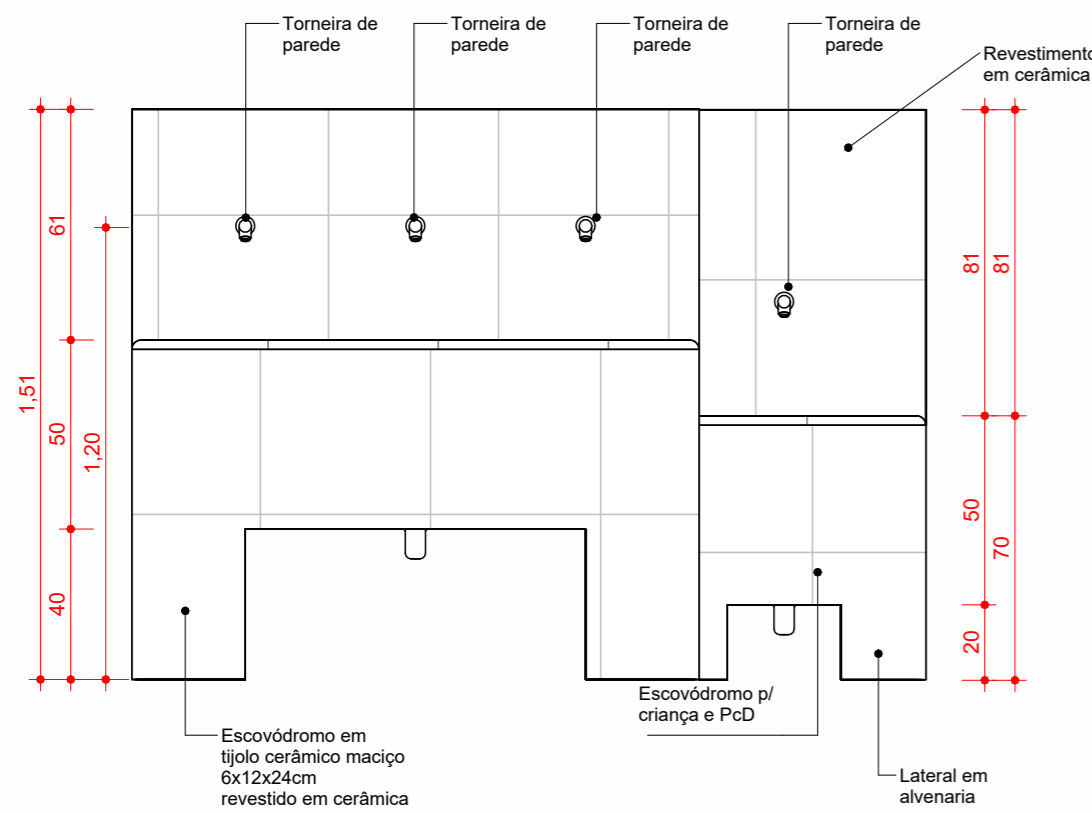 Torneira de
parede
Torneira de
parede
Torneira de
parede
Torneira de
parede
Revestimento
em cerâmica
61
50
40
1,51
1,20
81
81
50
70
20
Escovódromo em
tijolo cerâmico maciço
6x12x24cm
revestido em cerâmica
Escovódromo p/
criança e PcD
Lateral em
alvenaria